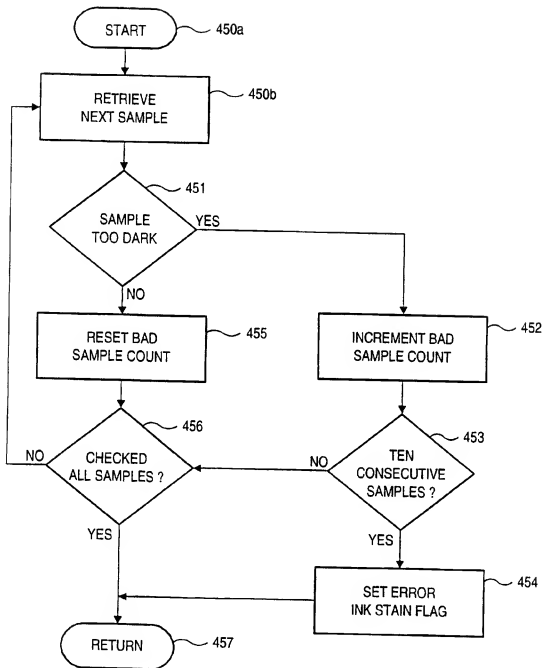 START
450a
RETRIEVE
NEXT SAMPLE
450b
451
SAMPLE
TOO DARK
YES
NO
RESET BAD
SAMPLE COUNT
455
INCREMENT BAD
SAMPLE COUNT
452
456
CHECKED
ALL SAMPLES ?
NO
YES
453
TEN
CONSECUTIVE
SAMPLES ?
NO
YES
SET ERROR
INK STAIN FLAG
454
RETURN
457